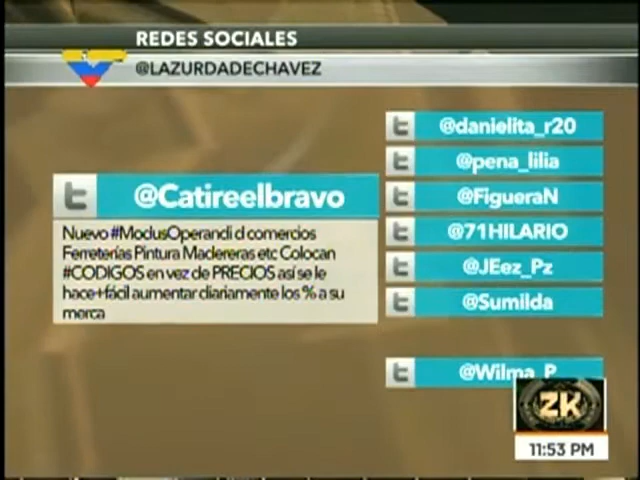 REDES SOCIALES
@LAZURDADECHAVEZ
@Catireelbravo
Nuevo #ModusOperandi d comercios
Ferreterías Pintura Madereras etc Colocan
#CODIGOS en vez de PRECIOS así se le
hace+fácil aumentar diariamente los % a su
merca
@danielita_r20
@pena_lilia
@FigueraN
@71HILARIO
@JEez_Pz
@Sumilda
@Wilma_P
ZK
11:53 PM